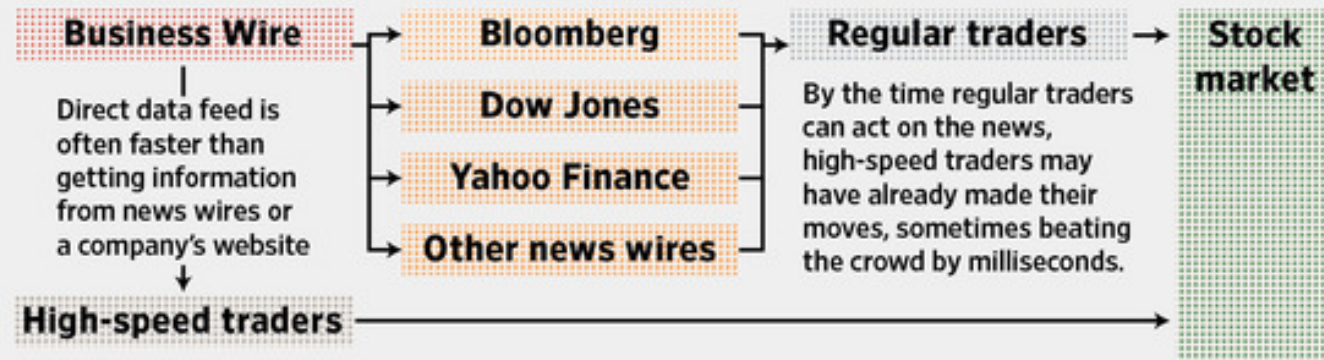 Business Wire
Direct data feed is
often faster than
getting information
from news wires or
a company's website
High-speed traders
Bloomberg
Dow Jones
Yahoo Finance
Other news wires
Regular traders
By the time regular traders
can act on the news,
high-speed traders may
have already made their
moves, sometimes beating
the crowd by milliseconds.
Stock
market